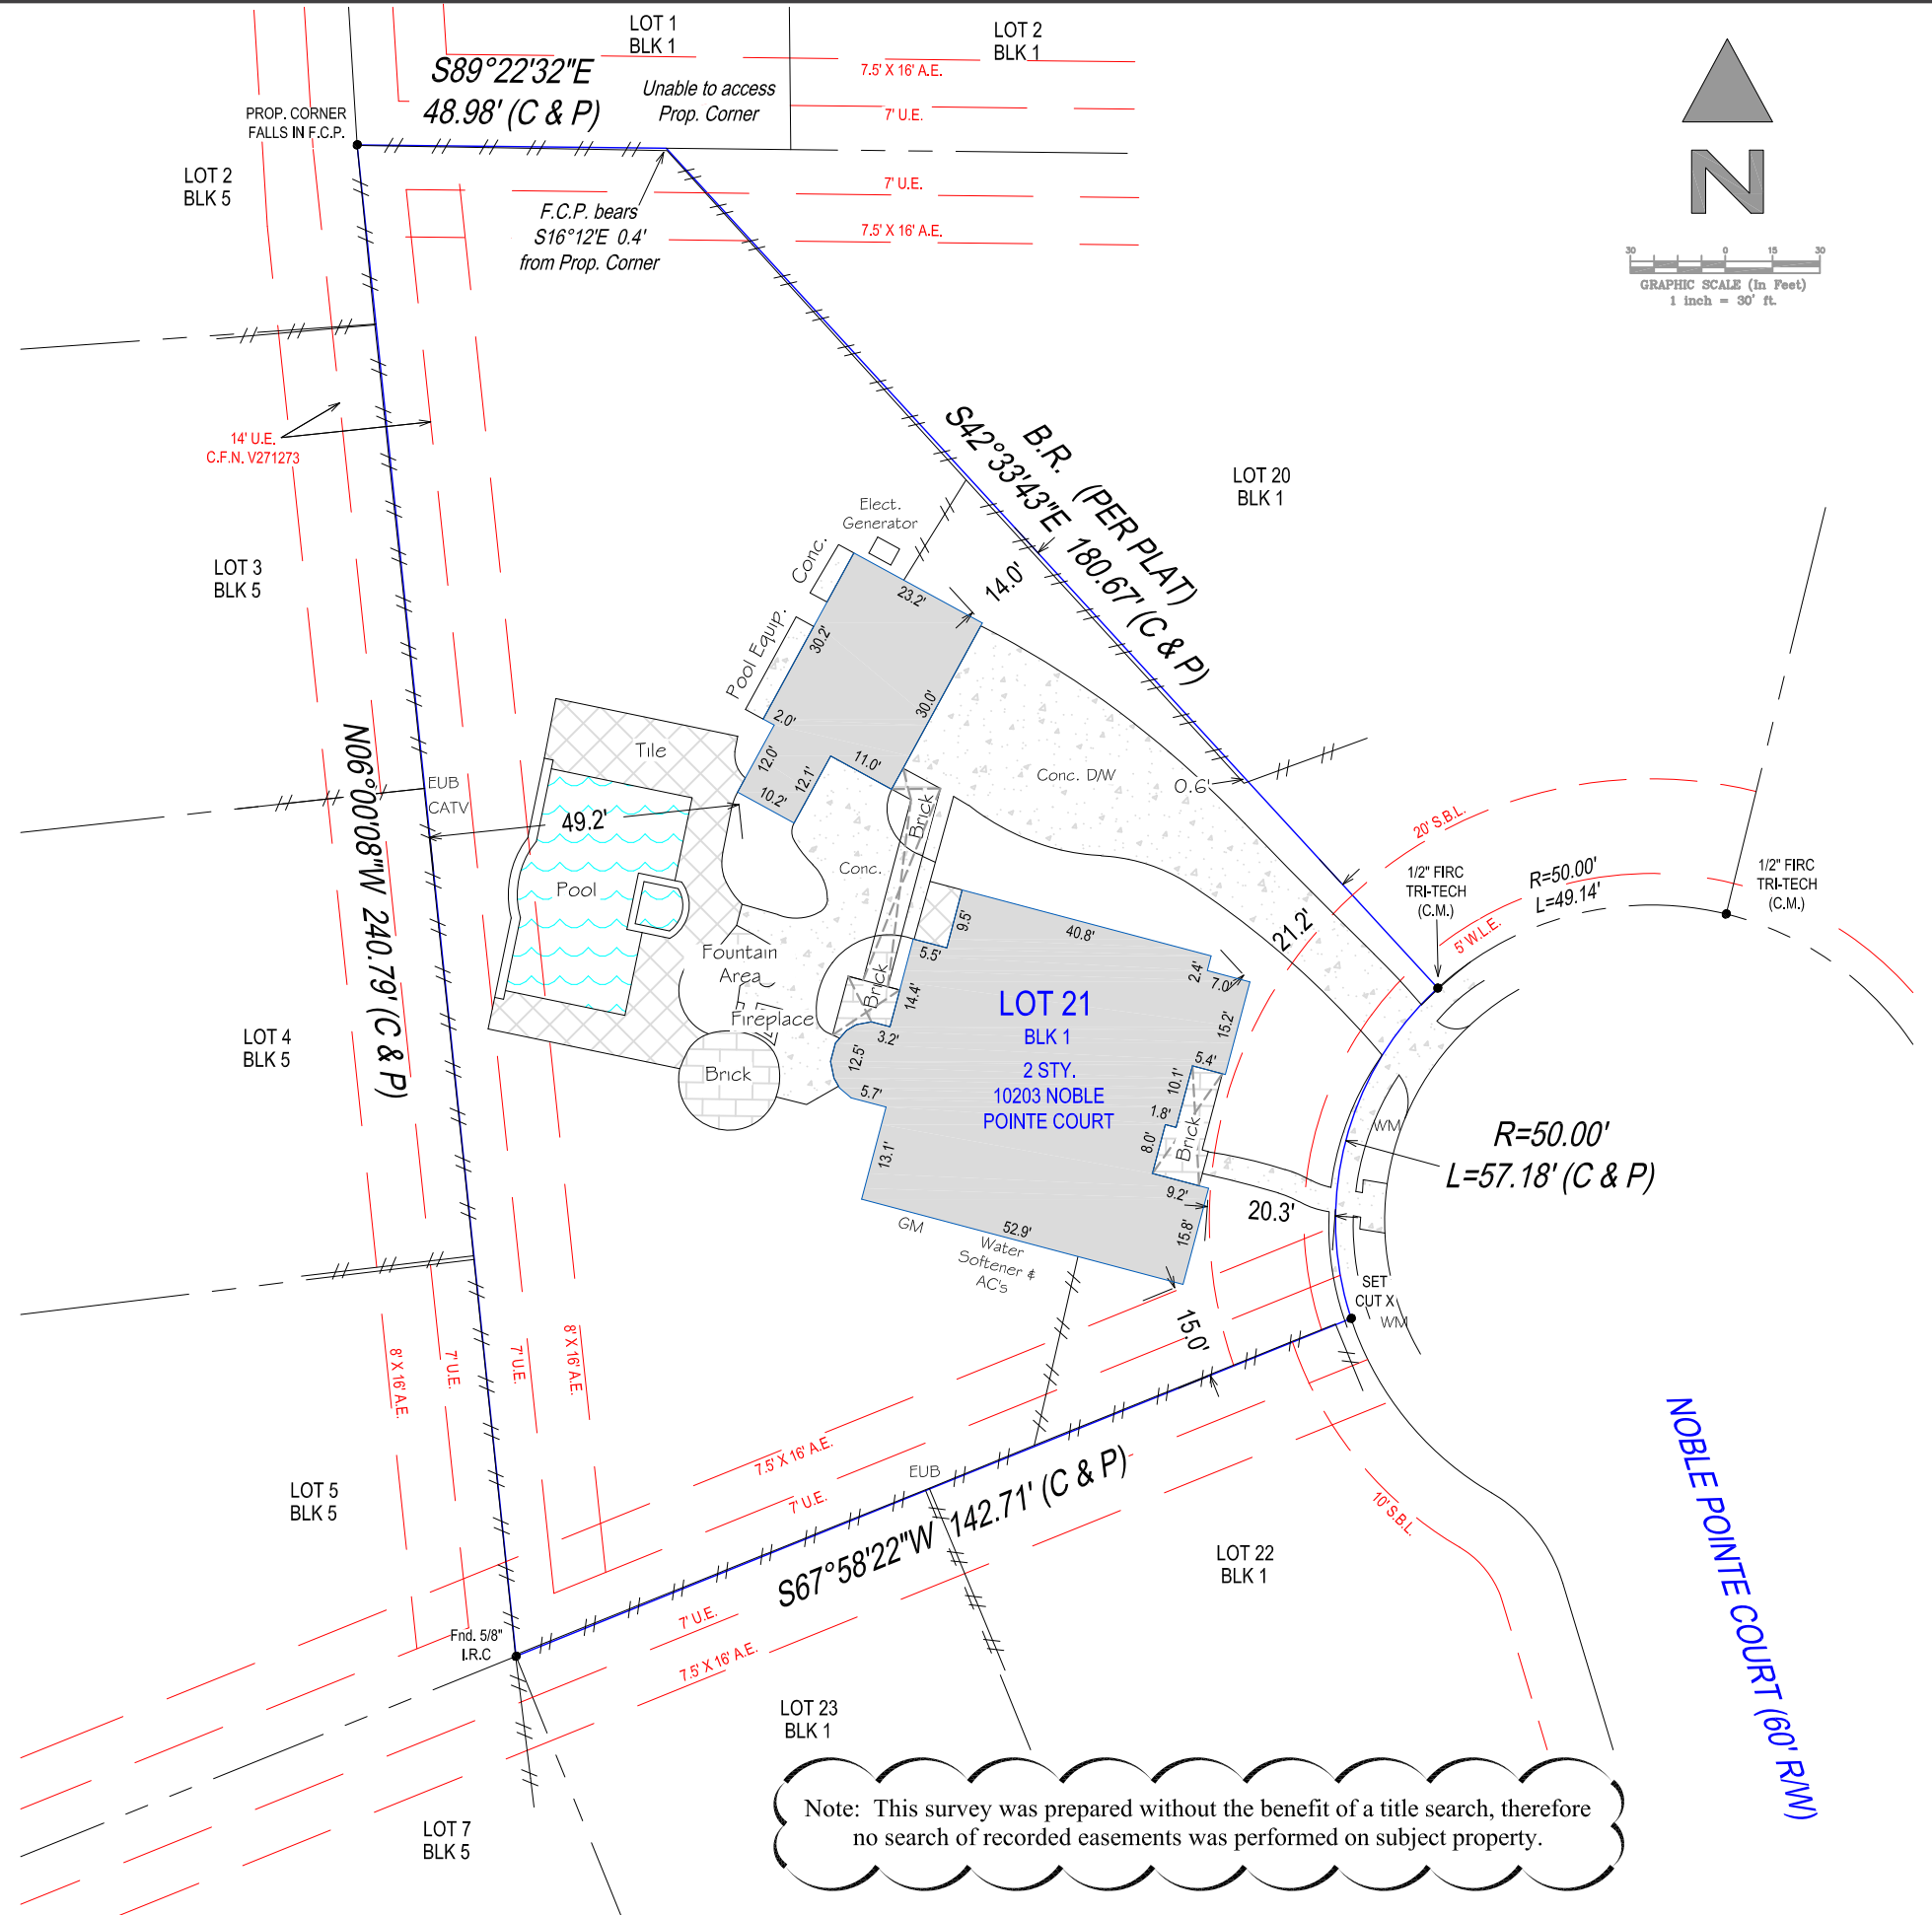 LOT 1
BLK 1
LOT 2
BLK 1
S89°22'32"E
48.98' (C & P)
Unable to access
Prop. Corner
7.5' X 16' A.E.
7' U.E.
PROP. CORNER
FALLS IN F.C.P.
LOT 2
BLK 5
7' U.E.
7.5' X 16' A.E.
F.C.P. bears
S16°12'E 0.4'
from Prop. Corner
N
30 0 15 30
GRAPHIC SCALE (In Feet)
1 inch = 30' ft.
14' U.E.
C.F.N. V271273
B.R. (PER PLAT)
S42°33'43"E 180.67' (C & P)
LOT 20
BLK 1
Elect.
Generator
Conc.
23.2'
14.0'
LOT 3
BLK 5
30.2'
Pool Equip.
30.0'
2.0'
Tile
12.0'
11.0'
12.1'
10.2'
Conc. D/W
0.6'
N06°00'08"W 240.79' (C & P)
EUB
CATV
49.2'
Brick
20' S.B.L.
Conc.
Pool
1/2" FIRC
TRI-TECH
(C.M.)
R=50.00'
L=49.14'
1/2" FIRC
TRI-TECH
(C.M.)
5' W.L.E.
9.5'
40.8'
21.2'
5.5'
Fountain
Area
2.4'
7.0'
Brick
14.4'
LOT 21
BLK 1
2 STY.
10203 NOBLE
POINTE COURT
Fireplace
3.2'
15.2'
LOT 4
BLK 5
12.5'
5.4'
Brick
5.7'
10.1'
1.8'
Brick
8.0'
WM
R=50.00'
L=57.18' (C & P)
13.1'
9.2'
20.3'
GM
52.9'
15.8'
Water
Softener &
AC's
SET
CUT X
WM
15.0'
8' X 16' A.E.
7' U.E.
7' U.E.
8' X 16' A.E.
7.5' X 16' A.E.
EUB
7' U.E.
S67°58'22"W 142.71' (C & P)
LOT 5
BLK 5
10' S.B.L.
NOBLE POINTE COURT (60' R/W)
LOT 22
BLK 1
7' U.E.
7.5' X 16' A.E.
Fnd. 5/8"
I.R.C
LOT 23
BLK 1
LOT 7
BLK 5
Note: This survey was prepared without the benefit of a title search, therefore
no search of recorded easements was performed on subject property.